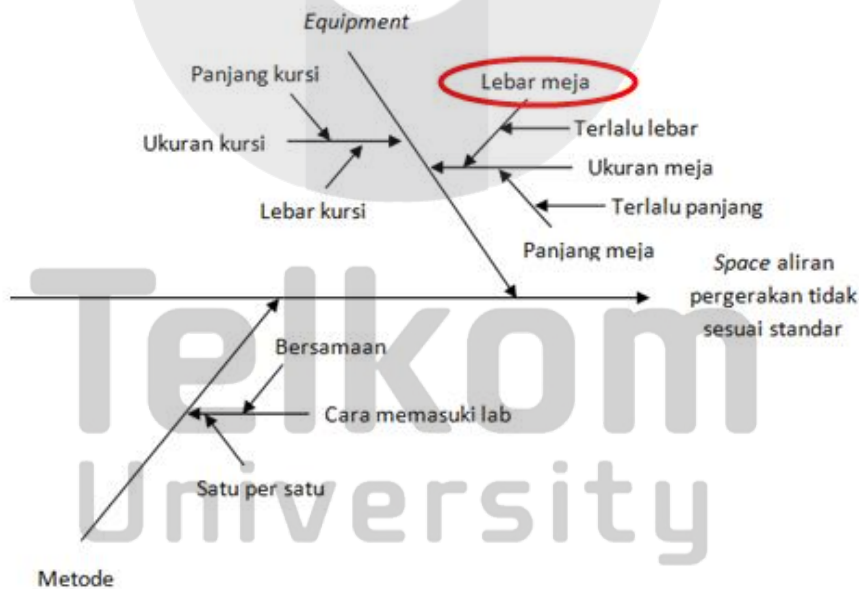 Equipment
Panjang kursi
Lebar meja
Terlalu lebar
Ukuran kursi
Ukuran meja
Lebar kursi
Terlalu panjang
Panjang meja
Space aliran
pergerakan tidak
sesuai standar
Telkom
University
Bersamaan
Cara memasuki lab
Satu per satu
Metode